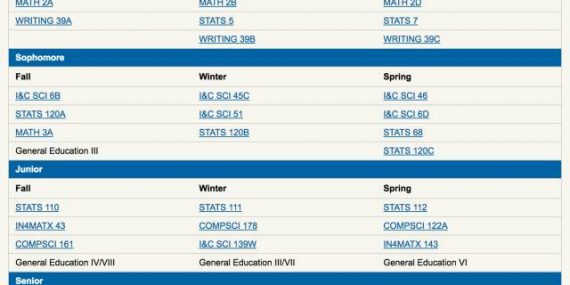 MATH 2A MATH 2B MATH 2D
WRITING 39A STATS 5 STATS 7
WRITING 39B WRITING 39C
Sophomore
Fall Winter Spring
I&C SCI 6B I&C SCI 45C I&C SCI 46
STATS 120A I&C SCI 51 I&C SCI 6D
MATH 3A STATS 120B STATS 68
General Education III STATS 120C
Junior
Fall Winter Spring
STATS 110 STATS 111 STATS 112
IN4MATX 43 COMPSCI 178 COMPSCI 122A
COMPSCI 161 I&C SCI 139W IN4MATX 143
General Education IV/VIII General Education III/VII General Education VI
Senior